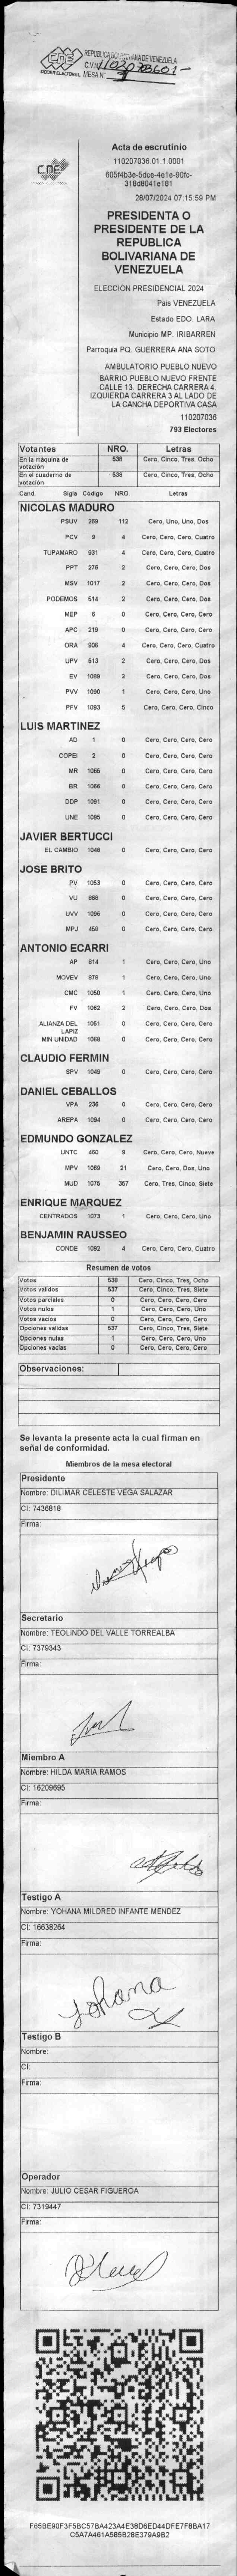 REPUBLICA BOLIVARIANA DE VENEZUELA
CNE
C.V.Nº 11020703601-
PODER ELECTORAL MESA Nº
CNE
Acta de escrutinio
110207036.01.1.0001
605f4b3e-5dce-4e1e-90fc-
318d8041e181
28/07/2024 07:15:59 PM
PRESIDENTA O
PRESIDENTE DE LA
REPUBLICA
BOLIVARIANA DE
VENEZUELA
ELECCIÓN PRESIDENCIAL 2024
Pais VENEZUELA
Estado EDO. LARA
Municipio MP. IRIBARREN
Parroquia PQ. GUERRERA ANA SOTO
AMBULATORIO PUEBLO NUEVO
BARRIO PUEBLO NUEVO FRENTE
CALLE 13. DERECHA CARRERA 4.
IZQUIERDA CARRERA 3 AL LADO DE
LA CANCHA DEPORTIVA CASA
110207036
793 Electores
Votantes NRO. Letras
En la máquina de votación 538 Cero, Cinco, Tres, Ocho
En el cuaderno de votación 538 Cero, Cinco, Tres, Ocho
Cand. Sigla Codigo NRO. Letras
NICOLAS MADURO
PSUV 269 112 Cero, Uno, Uno, Dos
PCV 9 4 Cero, Cero, Cero, Cuatro
TUPAMARO 931 4 Cero, Cero, Cero, Cuatro
PPT 276 2 Cero, Cero, Cero, Dos
MSV 1017 2 Cero, Cero, Cero, Dos
PODEMOS 514 2 Cero, Cero, Cero, Dos
MEP 6 0 Cero, Cero, Cero, Cero
APC 219 0 Cero, Cero, Cero, Cero
ORA 906 4 Cero, Cero, Cero, Cuatro
UPV 513 2 Cero, Cero, Cero, Dos
EV 1089 2 Cero, Cero, Cero, Dos
PVV 1090 1 Cero, Cero, Cero, Uno
PFV 1093 5 Cero, Cero, Cero, Cinco
LUIS MARTINEZ
AD 1 0 Cero, Cero, Cero, Cero
COPEI 2 0 Cero, Cero, Cero, Cero
MR 1065 0 Cero, Cero, Cero, Cero
BR 1066 0 Cero, Cero, Cero, Cero
DDP 1091 0 Cero, Cero, Cero, Cero
UNE 1095 0 Cero, Cero, Cero, Cero
JAVIER BERTUCCI
EL CAMBIO 1048 0 Cero, Cero, Cero, Cero
JOSE BRITO
PV 1053 0 Cero, Cero, Cero, Cero
VU 868 0 Cero, Cero, Cero, Cero
UVV 1096 0 Cero, Cero, Cero, Cero
MPJ 459 0 Cero, Cero, Cero, Cero
ANTONIO ECARRI
AP 814 1 Cero, Cero, Cero, Uno
MOVEV 878 1 Cero, Cero, Cero, Uno
CMC 1050 1 Cero, Cero, Cero, Uno
FV 1062 2 Cero, Cero, Cero, Dos
ALIANZA DEL LAPIZ 1051 0 Cero, Cero, Cero, Cero
MIN UNIDAD 1068 0 Cero, Cero, Cero, Cero
CLAUDIO FERMIN
SPV 1049 0 Cero, Cero, Cero, Cero
DANIEL CEBALLOS
VPA 236 0 Cero, Cero, Cero, Cero
AREPA 1094 0 Cero, Cero, Cero, Cero
EDMUNDO GONZALEZ
UNTC 460 9 Cero, Cero, Cero, Nueve
MPV 1069 21 Cero, Cero, Dos, Uno
MUD 1075 367 Cero, Tres, Cinco, Siete
ENRIQUE MARQUEZ
CENTRADOS 1073 1 Cero, Cero, Cero, Uno
BENJAMIN RAUSSEO
CONDE 1092 4 Cero, Cero, Cero, Cuatro
Resumen de votos
Votos 538 Cero, Cinco, Tres, Ocho
Votos validos 537 Cero, Cinco, Tres, Siete
Votos parciales 0 Cero, Cero, Cero, Cero
Votos nulos 1 Cero, Cero, Cero, Uno
Votos vacios 0 Cero, Cero, Cero, Cero
Opciones validas 537 Cero, Cinco, Tres, Siete
Opciones nulas 1 Cero, Cero, Cero, Uno
Opciones vacias 0 Cero, Cero, Cero, Cero
Observaciones:
Se levanta la presente acta la cual firman en
señal de conformidad.
Miembros de la mesa electoral
Presidente
Nombre: DILIMAR CELESTE VEGA SALAZAR
CI: 7436818
Firma:
Secretario
Nombre: TEOLINDO DEL VALLE TORREALBA
CI: 7379343
Firma:
Miembro A
Nombre: HILDA MARIA RAMOS
CI: 16209695
Firma:
Testigo A
Nombre: YOHANA MILDRED INFANTE MENDEZ
CI: 16638264
Firma:
Yohana
Testigo B
Nombre:
CI:
Firma:
Operador
Nombre: JULIO CESAR FIGUEROA
CI: 7319447
Firma:
F65BE90F3F5BC57BA423A4E38D6ED44DFE7F8BA17
C5A7A461A585B28E379A9B2